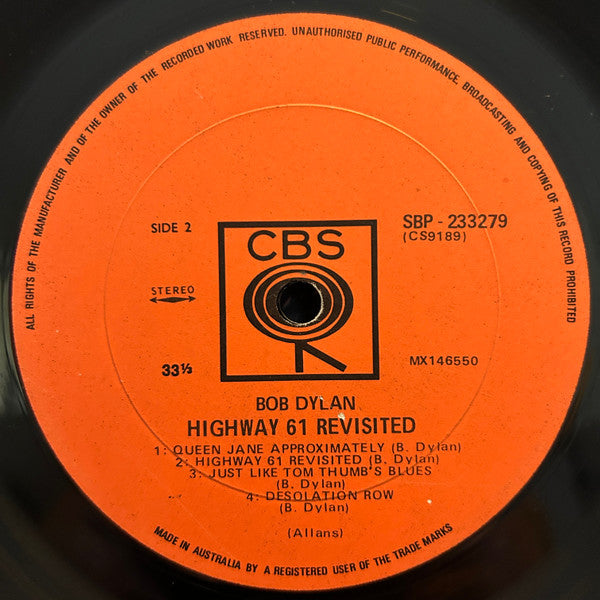 ALL RIGHTS OF THE MANUFACTURER AND OF THE OWNER OF THE RECORDED WORK RESERVED. UNAUTHORISED PUBLIC PERFORMANCE, BROADCASTING AND COPYING OF THIS RECORD PROHIBITED
SIDE 2
SBP - 233279
(CS9189)
CBS
STEREO
33⅓
MX146550
BOB DYLAN
HIGHWAY 61 REVISITED
1: QUEEN JANE APPROXIMATELY (B. Dylan)
2: HIGHWAY 61 REVISITED (B. Dylan)
3: JUST LIKE TOM THUMB'S BLUES
(B. Dylan)
4: DESOLATION ROW
(B. Dylan)
(Allans)
MADE IN AUSTRALIA BY A REGISTERED USER OF THE TRADE MARKS